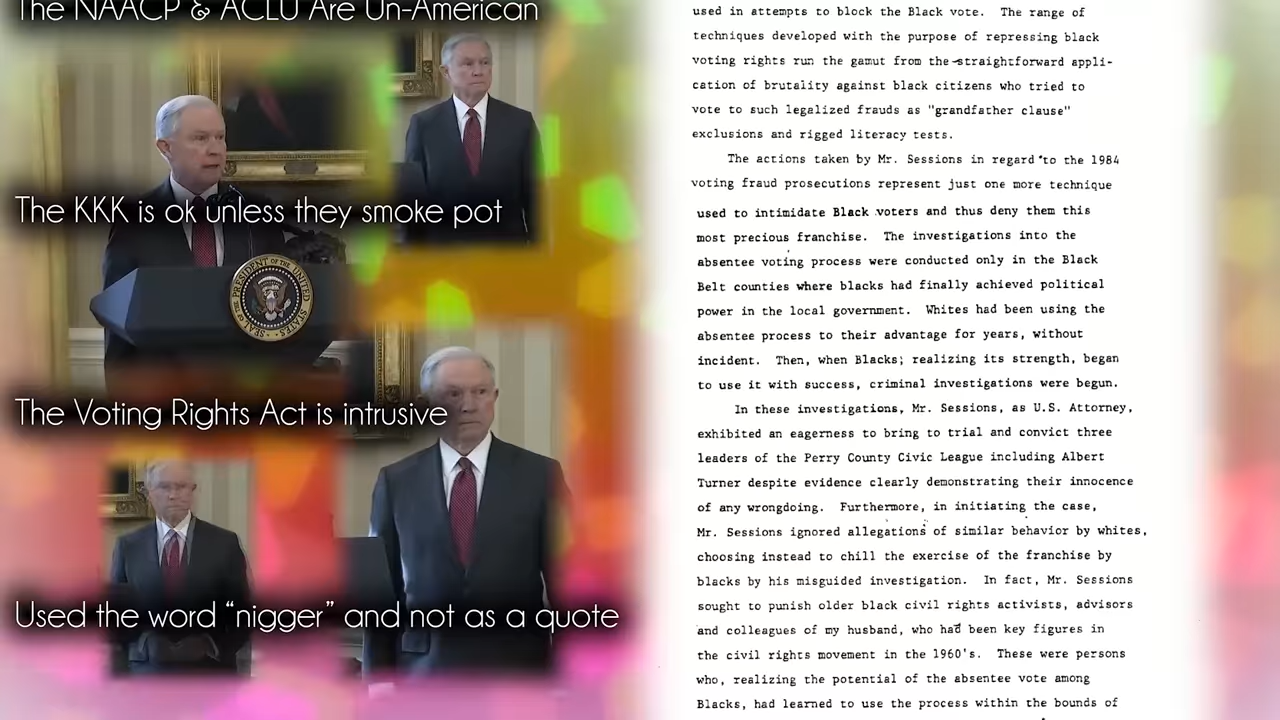 The NAACP & ACLU Are Un-American
The KKK is ok unless they smoke pot
The Voting Rights Act is intrusive
Used the word “nigger” and not as a quote
PRESIDENT OF THE UNITED STATES
used in attempts to block the Black vote. The range of
techniques developed with the purpose of repressing black
voting rights run the gamut from the straightforward appli-
cation of brutality against black citizens who tried to
vote to such legalized frauds as "grandfather clause"
exclusions and rigged literacy tests.
The actions taken by Mr. Sessions in regard to the 1984
voting fraud prosecutions represent just one more technique
used to intimidate Black voters and thus deny them this
most precious franchise. The investigations into the
absentee voting process were conducted only in the Black
Belt counties where blacks had finally achieved political
power in the local government. Whites had been using the
absentee process to their advantage for years, without
incident. Then, when Blacks; realizing its strength, began
to use it with success, criminal investigations were begun.
In these investigations, Mr. Sessions, as U.S. Attorney,
exhibited an eagerness to bring to trial and convict three
leaders of the Perry County Civic League including Albert
Turner despite evidence clearly demonstrating their innocence
of any wrongdoing. Furthermore, in initiating the case,
Mr. Sessions ignored allegations of similar behavior by whites,
choosing instead to chill the exercise of the franchise by
blacks by his misguided investigation. In fact, Mr. Sessions
sought to punish older black civil rights activists, advisors
and colleagues of my husband, who had been key figures in
the civil rights movement in the 1960's. These were persons
who, realizing the potential of the absentee vote among
Blacks, had learned to use the process within the bounds of